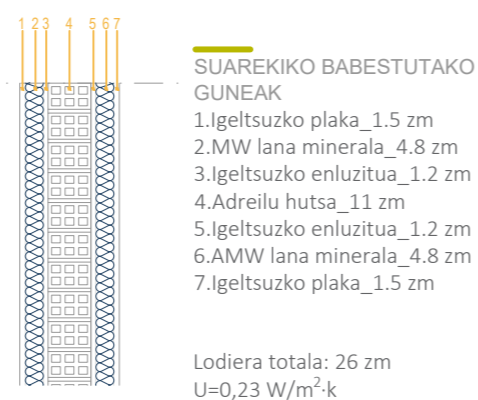 1 2 3 4 5 6 7
SUAREKIKO BABESTUTAKO
GUNEAK
1.Igeltsuzko plaka_1.5 zm
2.MW lana minerala_4.8 zm
3.Igeltsuzko enluzitua_1.2 zm
4.Adreilu hutsa_11 zm
5.Igeltsuzko enluzitua_1.2 zm
6.AMW lana minerala_4.8 zm
7.Igeltsuzko plaka_1.5 zm
Lodiera totala: 26 zm
U=0,23 W/m²·k